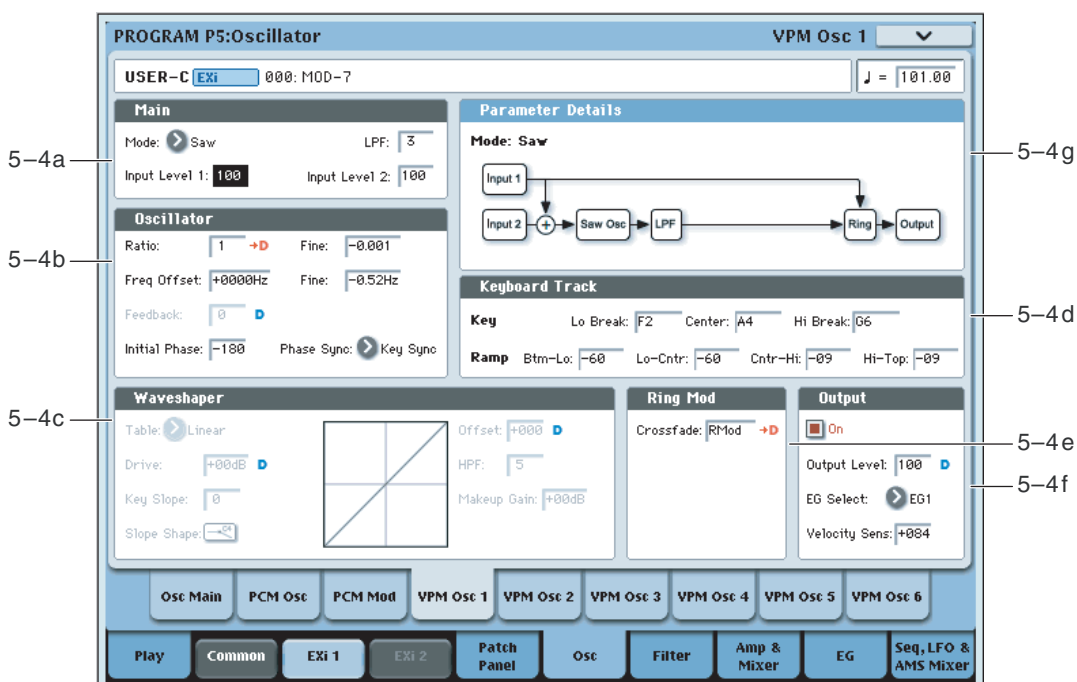 PROGRAM P5:Oscillator VPM Osc 1
USER-C EXi 000: MOD-7 ♩ = 101.00
Main
Mode: Saw LPF: 3
Input Level 1: 100 Input Level 2: 100
5–4a
Parameter Details
Mode: Saw
Input 1
Input 2 + Saw Osc LPF Ring Output
5–4g
Oscillator
Ratio: 1 →D Fine: -0.001
Freq Offset: +0000Hz Fine: -0.52Hz
Feedback: 0 D
Initial Phase: -180 Phase Sync: Key Sync
5–4b
Keyboard Track
Key Lo Break: F2 Center: A4 Hi Break: G6
Ramp Btm-Lo: -60 Lo-Cntr: -60 Cntr-Hi: -09 Hi-Top: -09
5–4d
Waveshaper
Table: Linear Offset: +000 D
Drive: +00dB D HPF: 5
Key Slope: 0 Makeup Gain: +00dB
Slope Shape: C4
5–4c
Ring Mod
Crossfade: RMod →D
5–4e
Output
On
Output Level: 100 D
EG Select: EG1
Velocity Sens: +084
5–4f
Osc Main PCM Osc PCM Mod VPM Osc 1 VPM Osc 2 VPM Osc 3 VPM Osc 4 VPM Osc 5 VPM Osc 6
Play Common EXi 1 EXi 2 Patch Panel Osc Filter Amp & Mixer EG Seq, LFO & AMS Mixer